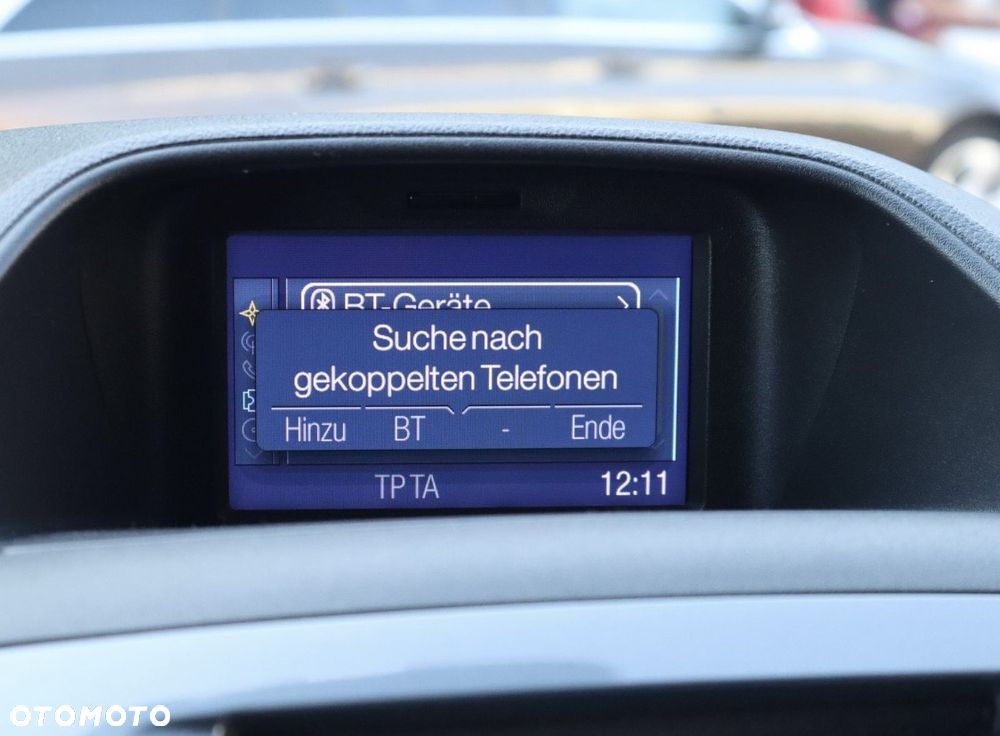 BT-Geräte
Suche nach
gekoppelten Telefonen
Hinzu BT - Ende
TP TA 12:11
OTOMOTO